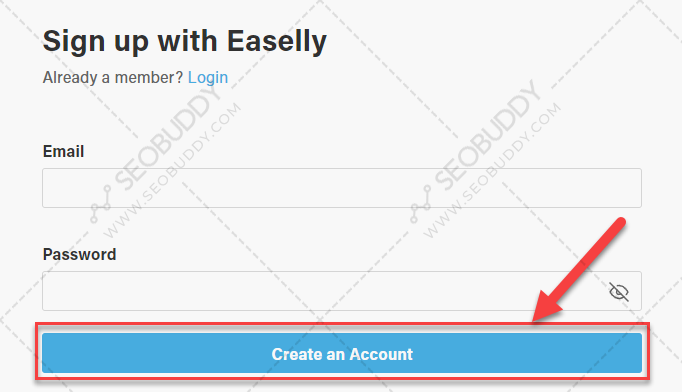 Sign up with Easelly
Already a member? Login
SEOBUDDY
WWW.SEOBUDDY.COM
SEOBUDDY
WWW.SEOBUDDY.COM
Email
Password
Create an Account